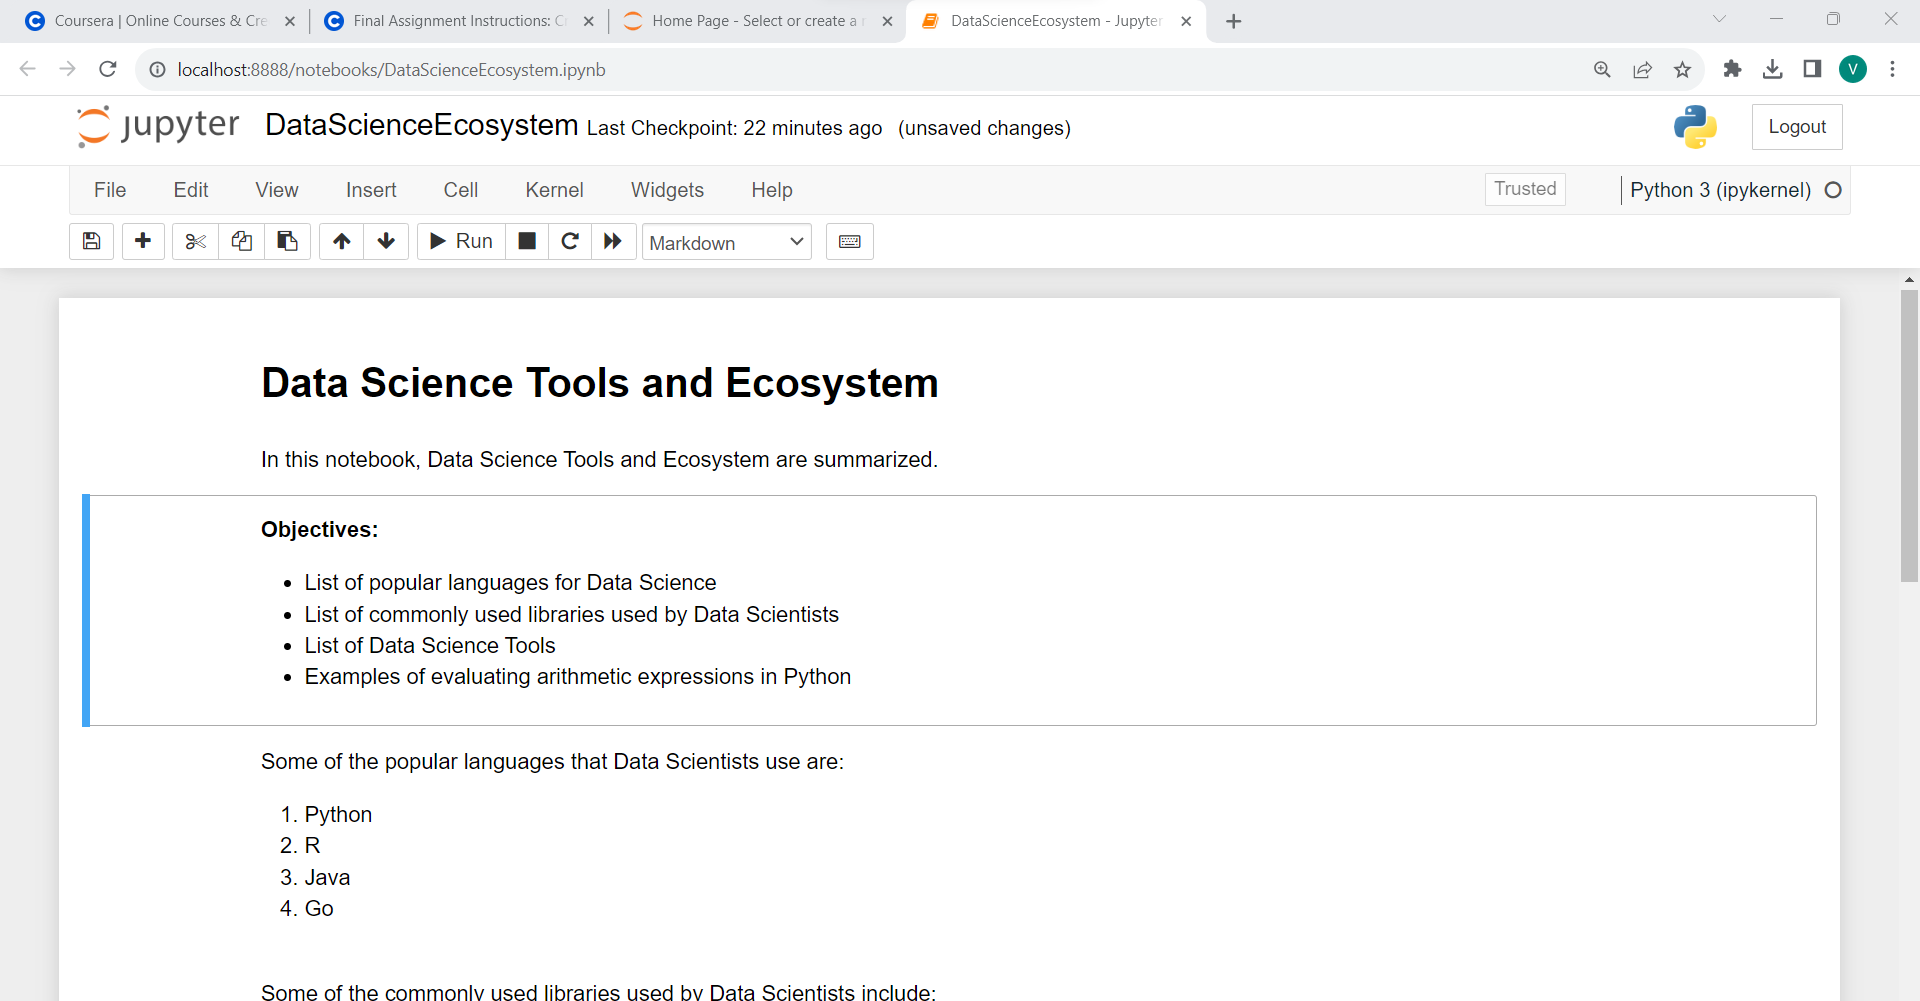 Coursera | Online Courses & Cre
Final Assignment Instructions: C
Home Page - Select or create a n
DataScienceEcosystem - Jupyter
localhost:8888/notebooks/DataScienceEcosystem.ipynb
V
jupyter DataScienceEcosystem Last Checkpoint: 22 minutes ago (unsaved changes)
Logout
File Edit View Insert Cell Kernel Widgets Help
Trusted
Python 3 (ipykernel)
Run
Markdown
Data Science Tools and Ecosystem
In this notebook, Data Science Tools and Ecosystem are summarized.
Objectives:
• List of popular languages for Data Science
• List of commonly used libraries used by Data Scientists
• List of Data Science Tools
• Examples of evaluating arithmetic expressions in Python
Some of the popular languages that Data Scientists use are:
1. Python
2. R
3. Java
4. Go
Some of the commonly used libraries used by Data Scientists include: